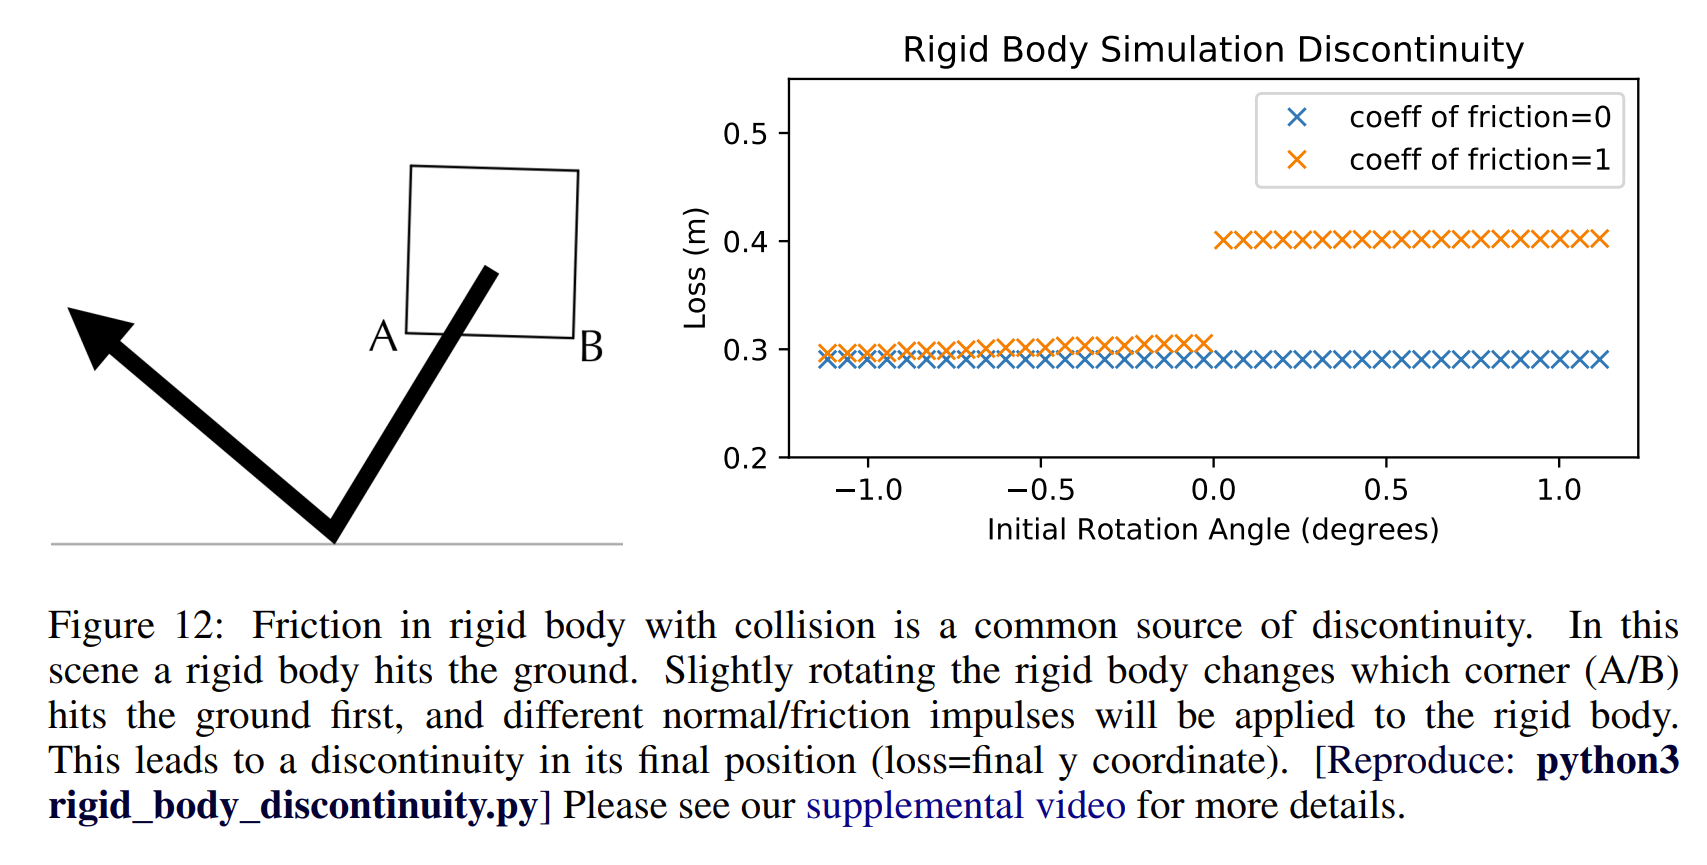 A
B
Rigid Body Simulation Discontinuity
coeff of friction=0
coeff of friction=1
Loss (m)
0.5
0.4
0.3
0.2
−1.0
−0.5
0.0
0.5
1.0
Initial Rotation Angle (degrees)
Figure 12: Friction in rigid body with collision is a common source of discontinuity. In this
scene a rigid body hits the ground. Slightly rotating the rigid body changes which corner (A/B)
hits the ground first, and different normal/friction impulses will be applied to the rigid body.
This leads to a discontinuity in its final position (loss=final y coordinate). [Reproduce: python3
rigid_body_discontinuity.py] Please see our supplemental video for more details.